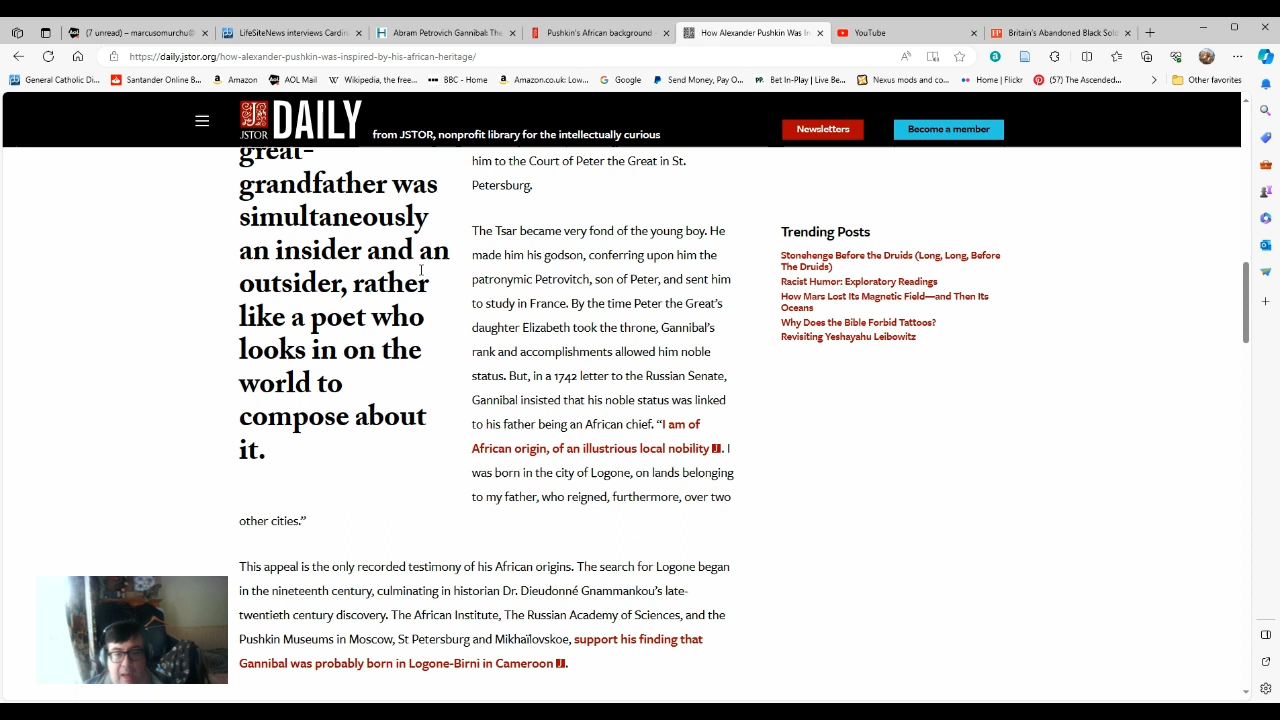 (7 unread) – marcusomurchu@
LifeSiteNews interviews Cardin
Abram Petrovich Gannibal: The
Pushkin's African background -
How Alexander Pushkin Was In
YouTube
Britain's Abandoned Black Sold
https://daily.jstor.org/how-alexander-pushkin-was-inspired-by-his-african-heritage/
General Catholic Di...
Santander Online B...
Amazon
AOL Mail
Wikipedia, the free...
BBC - Home
Amazon.co.uk: Low...
Google
Send Money, Pay O...
Bet In-Play | Live Be...
Nexus mods and co...
Home | Flickr
(57) The Ascended...
Other favorites
JSTOR DAILY
from JSTOR, nonprofit library for the intellectually curious
Newsletters
Become a member
great-
grandfather was
simultaneously
an insider and an
outsider, rather
like a poet who
looks in on the
world to
compose about
it.
him to the Court of Peter the Great in St.
Petersburg.
The Tsar became very fond of the young boy. He
made him his godson, conferring upon him the
patronymic Petrovitch, son of Peter, and sent him
to study in France. By the time Peter the Great's
daughter Elizabeth took the throne, Gannibal's
rank and accomplishments allowed him noble
status. But, in a 1742 letter to the Russian Senate,
Gannibal insisted that his noble status was linked
to his father being an African chief. “I am of
African origin, of an illustrious local nobility J. I
was born in the city of Logone, on lands belonging
to my father, who reigned, furthermore, over two
other cities.”
This appeal is the only recorded testimony of his African origins. The search for Logone began
in the nineteenth century, culminating in historian Dr. Dieudonné Gnammankou's late-
twentieth century discovery. The African Institute, The Russian Academy of Sciences, and the
Pushkin Museums in Moscow, St Petersburg and Mikhaïlovskoe, support his finding that
Gannibal was probably born in Logone-Birni in Cameroon J.
Trending Posts
Stonehenge Before the Druids (Long, Long, Before
The Druids)
Racist Humor: Exploratory Readings
How Mars Lost Its Magnetic Field—and Then Its
Oceans
Why Does the Bible Forbid Tattoos?
Revisiting Yeshayahu Leibowitz